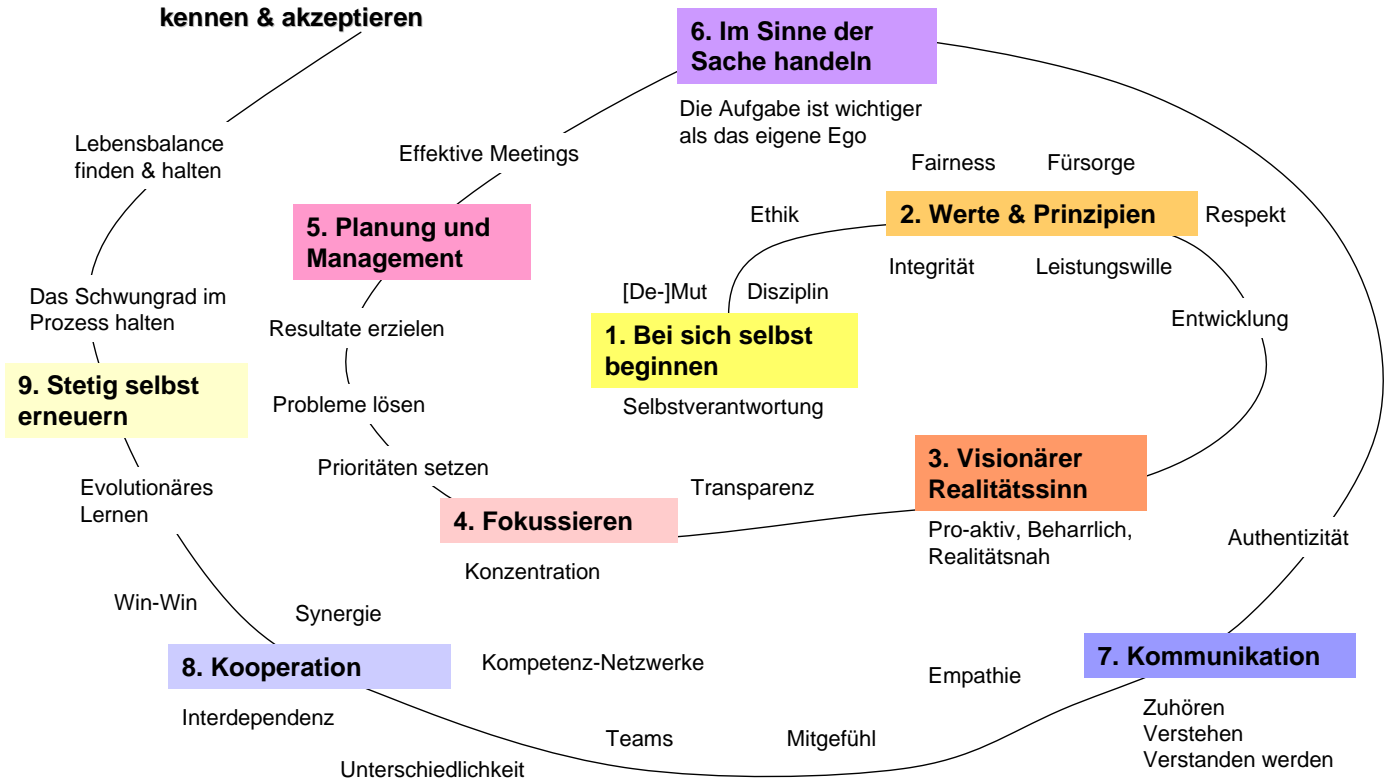 kennen & akzeptieren
6. Im Sinne der
Sache handeln
Die Aufgabe ist wichtiger
als das eigene Ego
Lebensbalance
finden & halten
Effektive Meetings
Fairness
Fürsorge
Ethik
2. Werte & Prinzipien
Respekt
5. Planung und
Management
Integrität
Leistungswille
Das Schwungrad im
Prozess halten
[De-]Mut
Disziplin
Resultate erzielen
1. Bei sich selbst
beginnen
Entwicklung
9. Stetig selbst
erneuern
Probleme lösen
Selbstverantwortung
Prioritäten setzen
3. Visionärer
Realitätssinn
Evolutionäres
Lernen
Transparenz
4. Fokussieren
Pro-aktiv, Beharrlich,
Realitätsnah
Authentizität
Konzentration
Win-Win
Synergie
8. Kooperation
Kompetenz-Netzwerke
7. Kommunikation
Empathie
Interdependenz
Zuhören
Verstehen
Verstanden werden
Teams
Mitgefühl
Unterschiedlichkeit